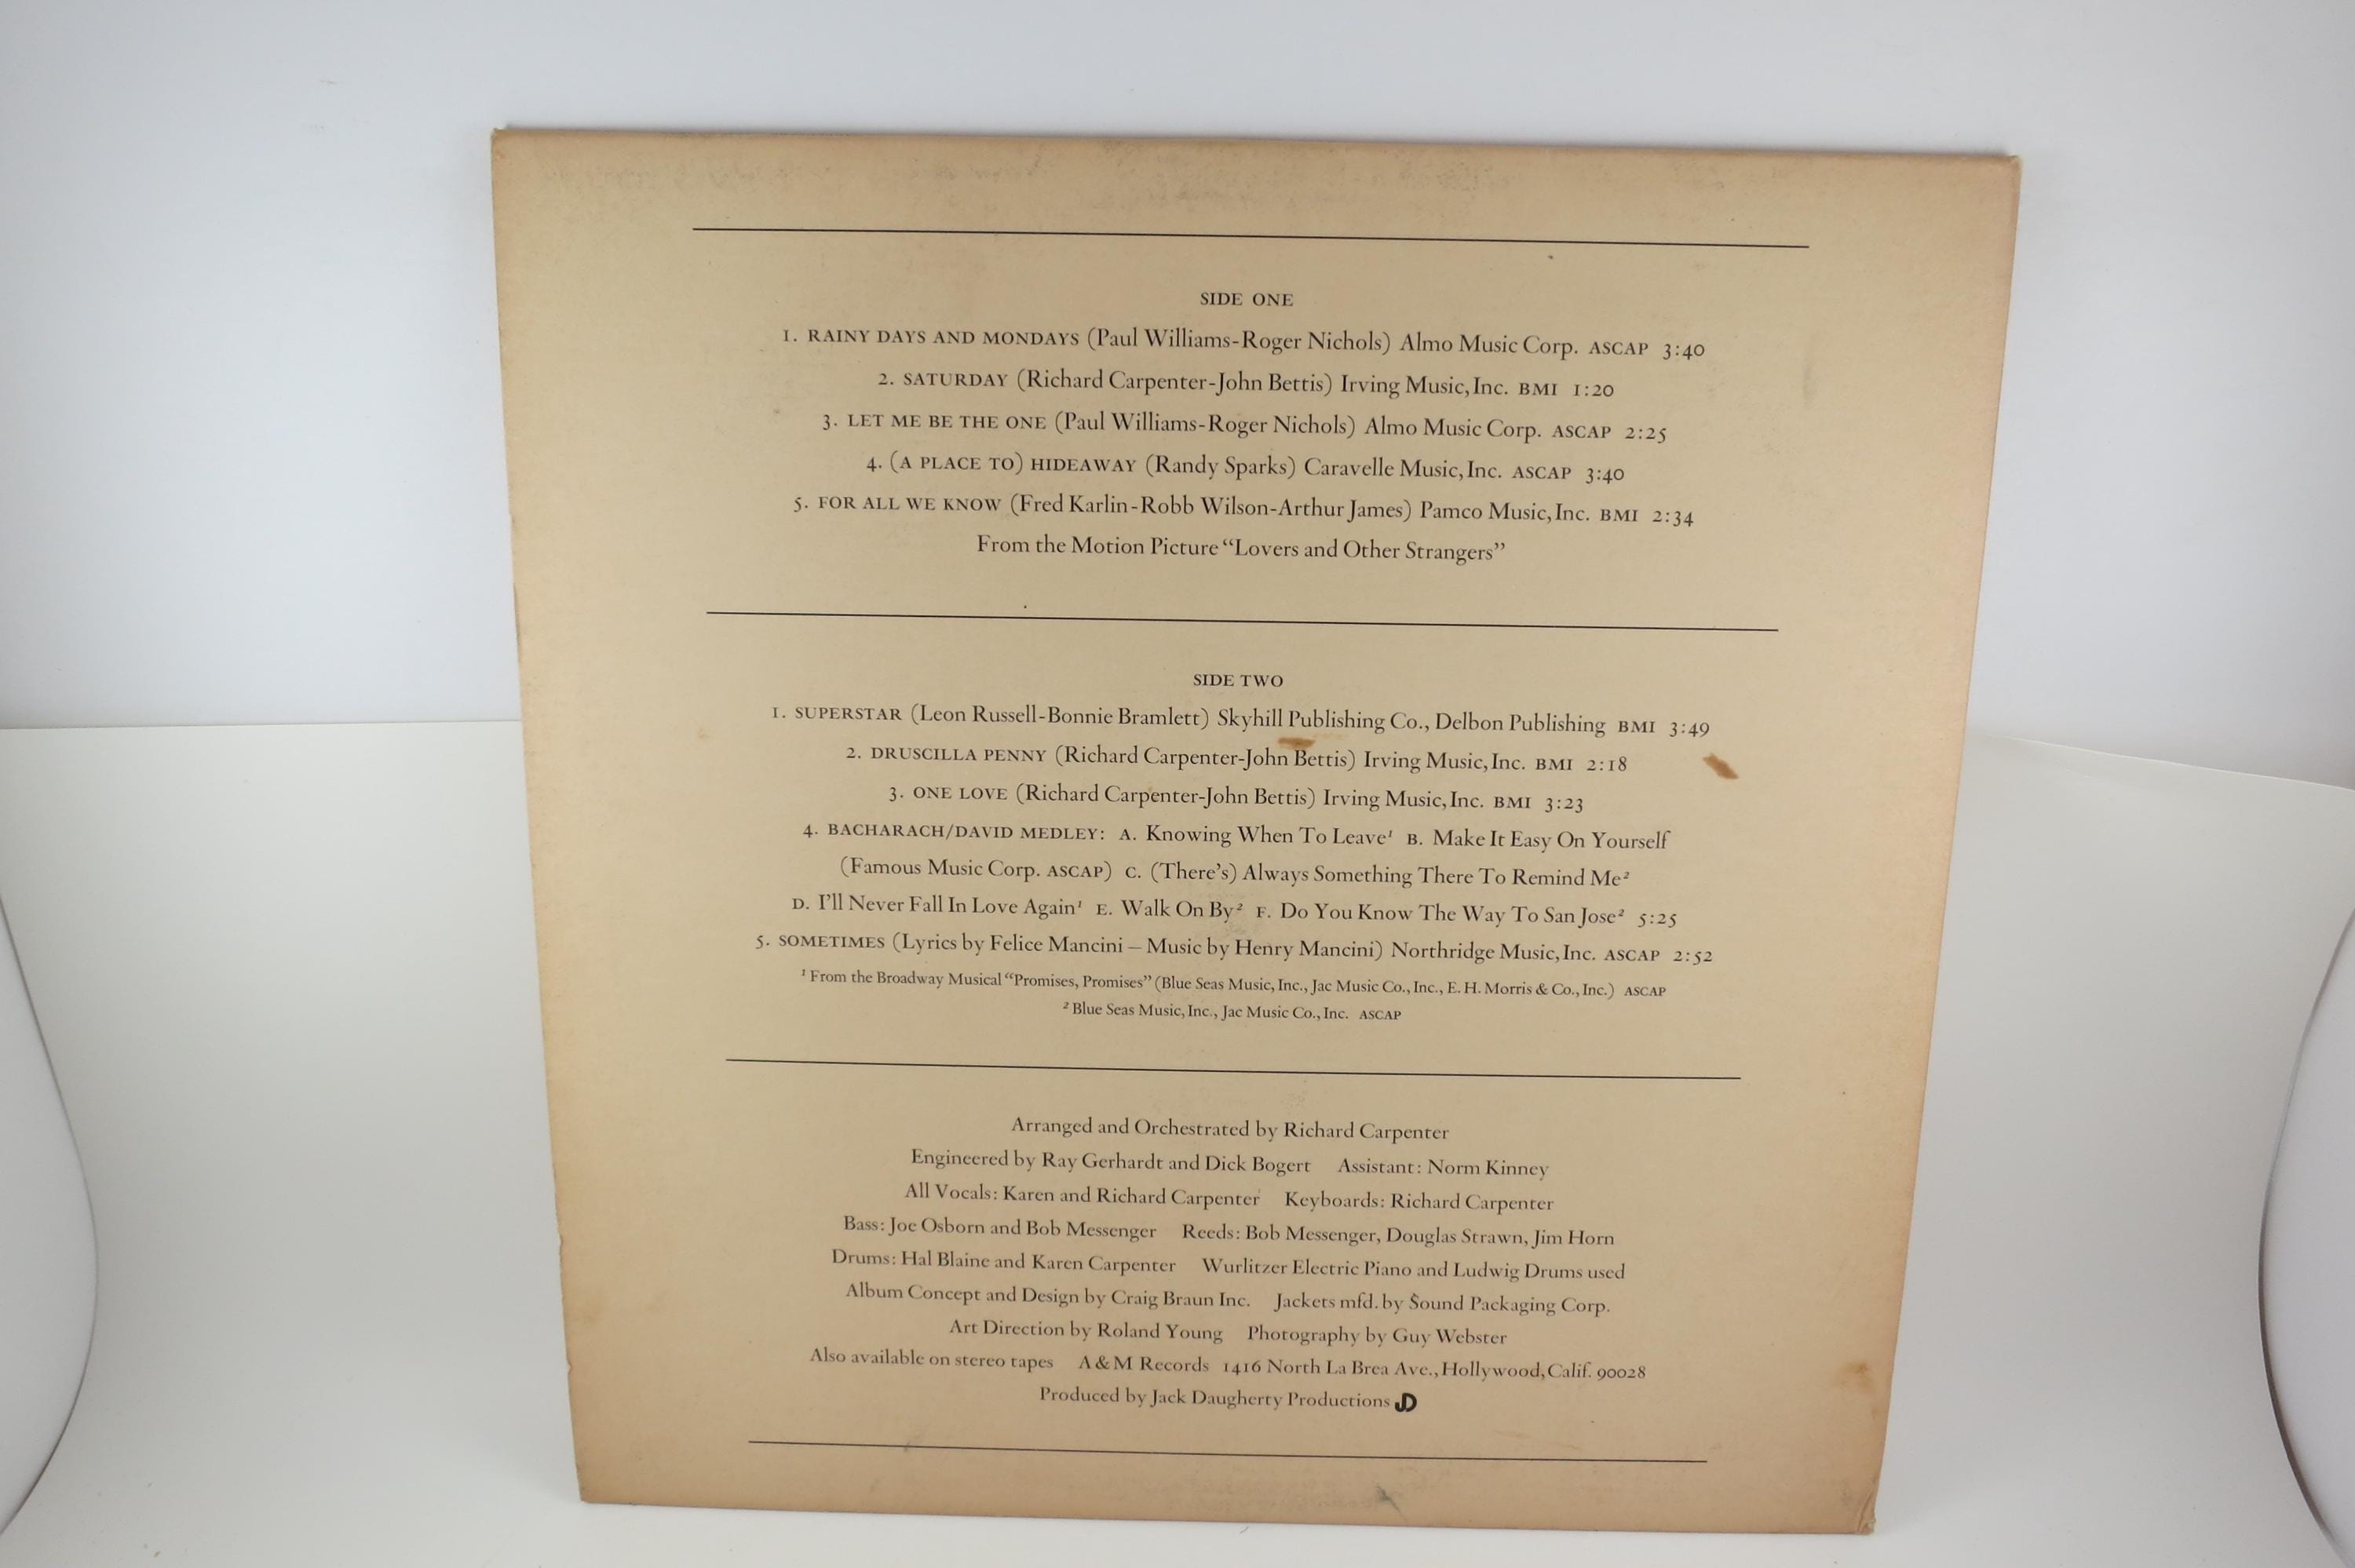 SIDE ONE
1. RAINY DAYS AND MONDAYS (Paul Williams-Roger Nichols) Almo Music Corp. ASCAP 3:40
2. SATURDAY (Richard Carpenter-John Bettis) Irving Music, Inc. BMI 1:20
3. LET ME BE THE ONE (Paul Williams-Roger Nichols) Almo Music Corp. ASCAP 2:25
4. (A PLACE TO) HIDEAWAY (Randy Sparks) Caravelle Music, Inc. ASCAP 3:40
5. FOR ALL WE KNOW (Fred Karlin-Robb Wilson-Arthur James) Pamco Music, Inc. BMI 2:34
From the Motion Picture “Lovers and Other Strangers”
SIDE TWO
1. SUPERSTAR (Leon Russell-Bonnie Bramlett) Skyhill Publishing Co., Delbon Publishing BMI 3:49
2. DRUSCILLA PENNY (Richard Carpenter-John Bettis) Irving Music, Inc. BMI 2:18
3. ONE LOVE (Richard Carpenter-John Bettis) Irving Music, Inc. BMI 3:23
4. BACHARACH/DAVID MEDLEY: A. Knowing When To Leave¹ B. Make It Easy On Yourself
(Famous Music Corp. ASCAP) C. (There’s) Always Something There To Remind Me²
D. I’ll Never Fall In Love Again¹ E. Walk On By² F. Do You Know The Way To San Jose² 5:25
5. SOMETIMES (Lyrics by Felice Mancini – Music by Henry Mancini) Northridge Music, Inc. ASCAP 2:52
¹ From the Broadway Musical “Promises, Promises” (Blue Seas Music, Inc., Jac Music Co., Inc., E. H. Morris & Co., Inc.) ASCAP
² Blue Seas Music, Inc., Jac Music Co., Inc. ASCAP
Arranged and Orchestrated by Richard Carpenter
Engineered by Ray Gerhardt and Dick Bogert Assistant: Norm Kinney
All Vocals: Karen and Richard Carpenter Keyboards: Richard Carpenter
Bass: Joe Osborn and Bob Messenger Reeds: Bob Messenger, Douglas Strawn, Jim Horn
Drums: Hal Blaine and Karen Carpenter Wurlitzer Electric Piano and Ludwig Drums used
Album Concept and Design by Craig Braun Inc. Jackets mfd. by Sound Packaging Corp.
Art Direction by Roland Young Photography by Guy Webster
Also available on stereo tapes A & M Records 1416 North La Brea Ave., Hollywood, Calif. 90028
Produced by Jack Daugherty Productions JD